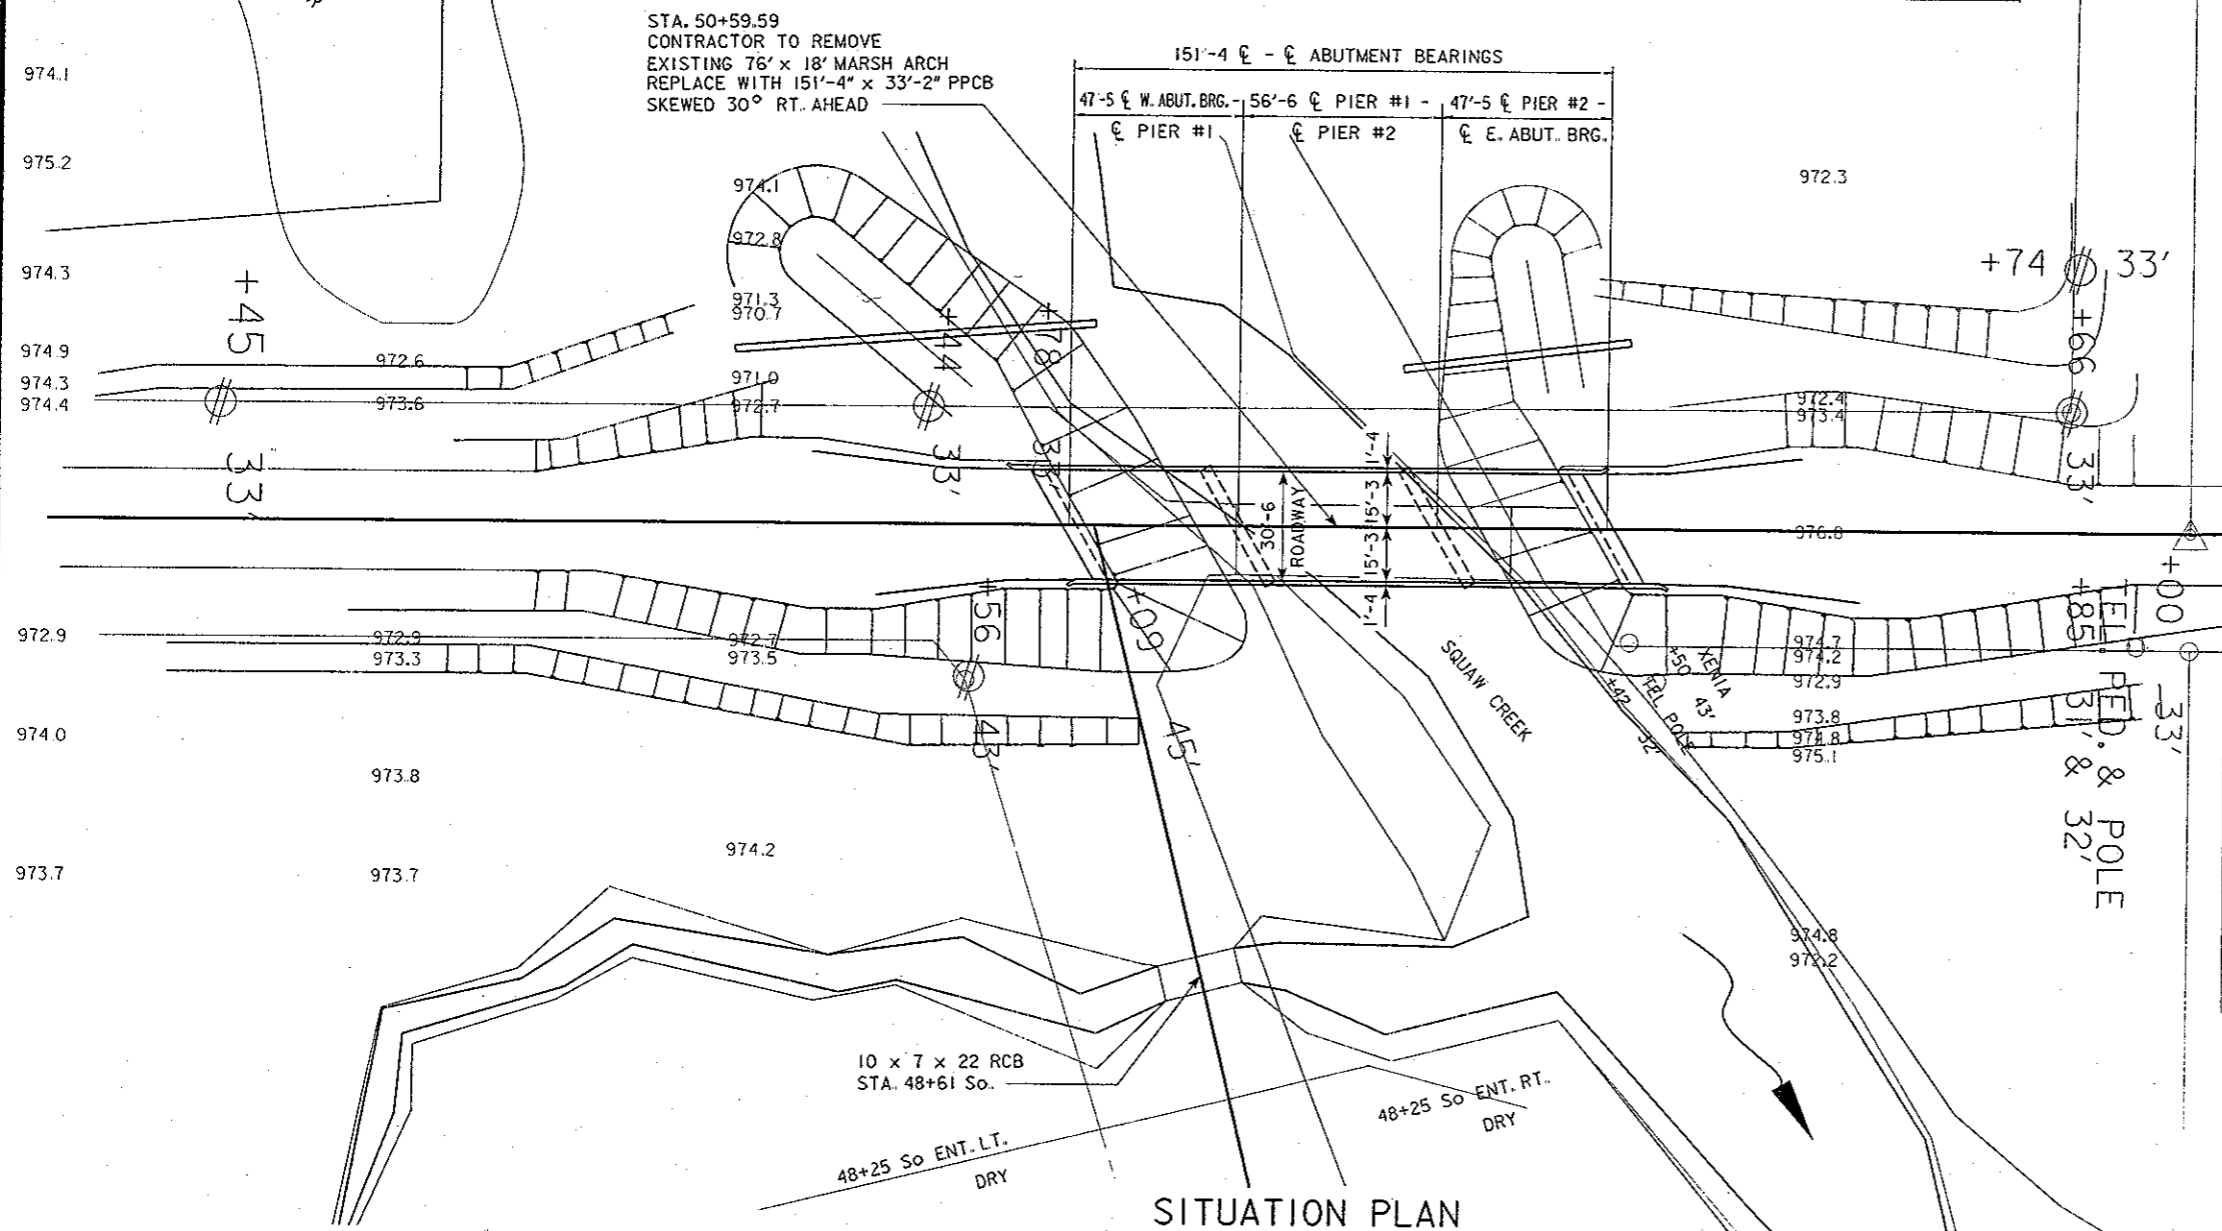 STA. 50+59.59
CONTRACTOR TO REMOVE
EXISTING 76' x 18' MARSH ARCH
REPLACE WITH 151'-4" x 33'-2" PPCB
SKEWED 30° RT. AHEAD
151'-4 ℄ - ℄ ABUTMENT BEARINGS
47'-5 ℄ W. ABUT. BRG. -
℄ PIER #1
56'-6 ℄ PIER #1 -
℄ PIER #2
47'-5 ℄ PIER #2 -
℄ E. ABUT. BRG.
974.1
975.2
974.3
974.9
974.3
974.4
972.9
974.0
973.7
+45
33'
972.6
973.6
974.1
972.8
971.3
970.7
971.0
972.7
+44
33'
+78
33'
972.3
+74 33'
+66
33'
972.4
973.4
976.8
1'-4
15'-3
15'-3
1'-4
30'-6
ROADWAY
972.9
973.3
972.7
973.5
+56
43'
+09
45'
SQUAW CREEK
XENIA
+50 43'
TEL POLE
+42
32'
974.7
974.2
972.9
973.8
974.8
975.1
+00
33'
+85
TEL. PED. & POLE
31' & 32'
973.8
973.7
974.2
974.8
972.2
10 x 7 x 22 RCB
STA. 48+61 So.
48+25 So ENT. LT.
DRY
48+25 So ENT. RT.
DRY
SITUATION PLAN